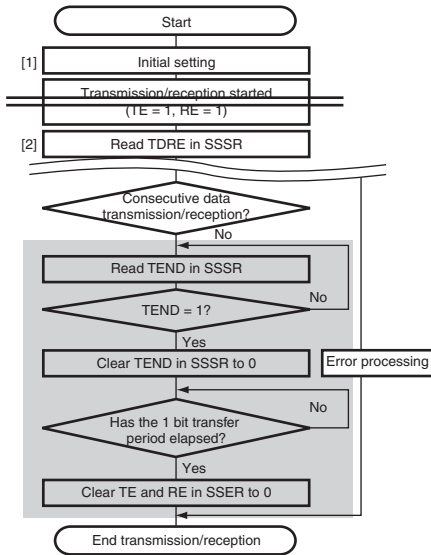 Start
[1]
Initial setting
Transmission/reception started
(TE = 1, RE = 1)
[2]
Read TDRE in SSSR
Consecutive data
transmission/reception?
No
Read TEND in SSSR
TEND = 1?
No
Yes
Clear TEND in SSSR to 0
Error processing
Has the 1 bit transfer
period elapsed?
No
Yes
Clear TE and RE in SSER to 0
End transmission/reception